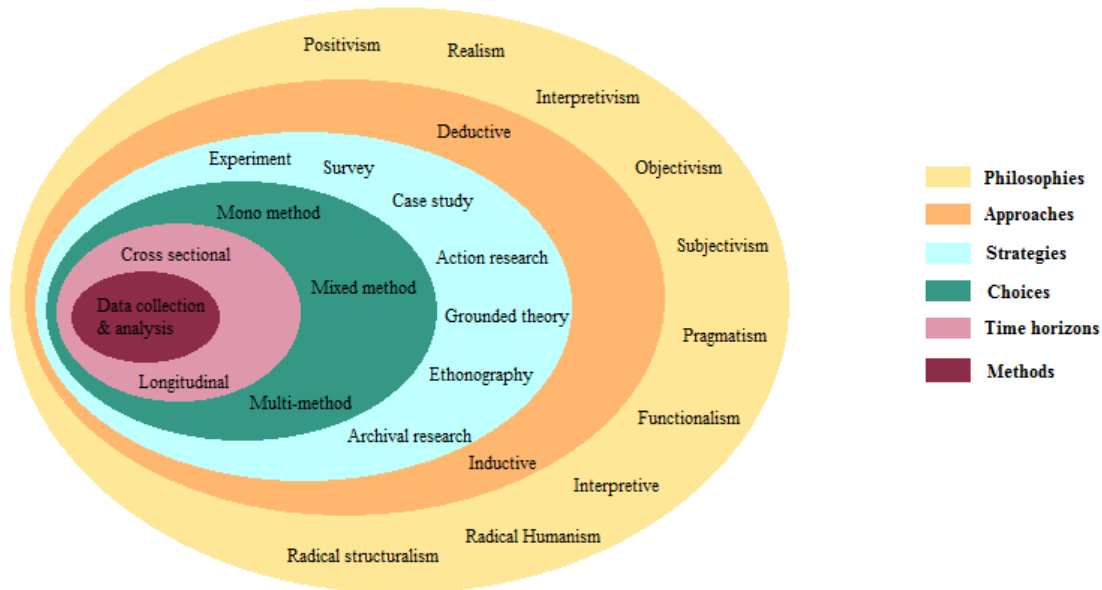 Positivism
Realism
Interpretivism
Deductive
Experiment
Survey
Objectivism
Case study
Mono method
Subjectivism
Cross sectional
Action research
Mixed method
Data collection
& analysis
Grounded theory
Pragmatism
Longitudinal
Ethonography
Multi-method
Functionalism
Archival research
Inductive
Interpretive
Radical Humanism
Radical structuralism
Philosophies
Approaches
Strategies
Choices
Time horizons
Methods